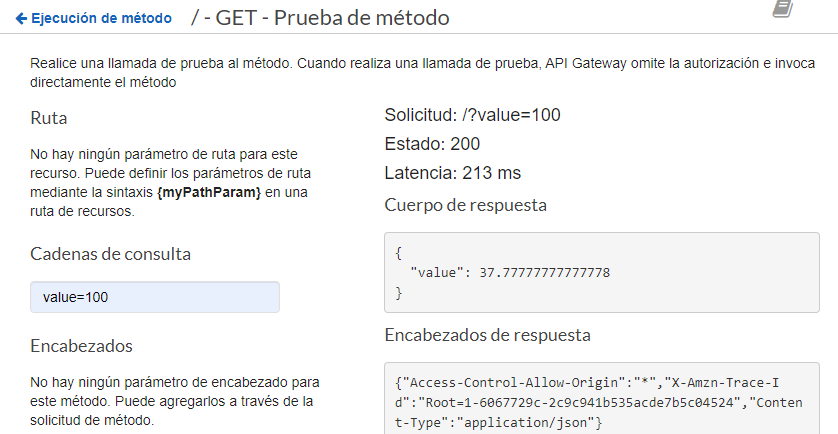 Ejecución de método / - GET - Prueba de método
Realice una llamada de prueba al método. Cuando realiza una llamada de prueba, API Gateway omite la autorización e invoca
directamente el método
Ruta
No hay ningún parámetro de ruta para este
recurso. Puede definir los parámetros de ruta
mediante la sintaxis {myPathParam} en una
ruta de recursos.
Cadenas de consulta
value=100
Encabezados
No hay ningún parámetro de encabezado para
este método. Puede agregarlos a través de la
solicitud de método.
Solicitud: /?value=100
Estado: 200
Latencia: 213 ms
Cuerpo de respuesta
{
"value": 37.77777777777778
}
Encabezados de respuesta
{"Access-Control-Allow-Origin":"*","X-Amzn-Trace-I
d":"Root=1-6067729c-2c9c941b535acde7b5c04524","Conten
t-Type":"application/json"}